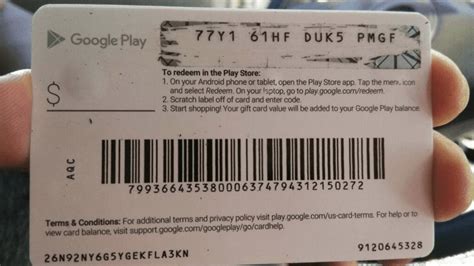 Google Play
77Y1 61HF DUK5 PMGF
To redeem in the Play Store:
1. On your Android phone or tablet, open the Play Store app. Tap the menu icon
and select Redeem. On your laptop, go to play.google.com/redeem.
2. Scratch label off of card and enter code.
3. Start shopping! Your gift card value will be added to your Google Play balance.
$
AQC
799366435380006374794312150272
Terms & Conditions: For additional terms and privacy policy visit play.google.com/us-card-terms. For help or to
view card balance, visit support.google.com/googleplay/go/cardhelp.
26N92NY6G5YGEKFLA3KN
9120645328